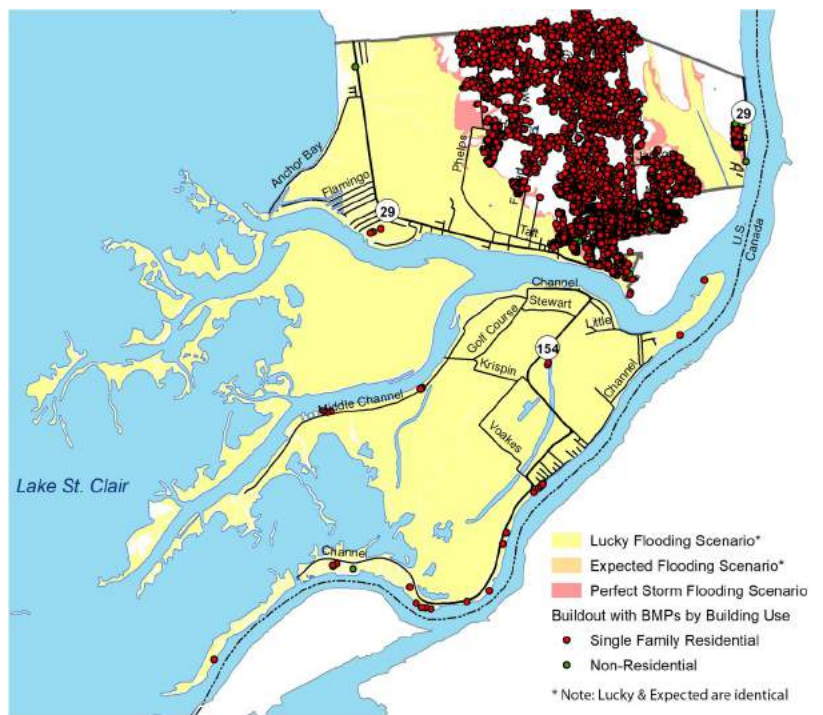 29
Anchor Bay
Phelps
Flamingo
29
Taft
U.S.
Canada
Channel
Stewart
Little
Golf Course
154
Krispin
Channel
Middle Channel
Voakes
Lake St. Clair
Channel
Lucky Flooding Scenario*
Expected Flooding Scenario*
Perfect Storm Flooding Scenario
Buildout with BMPs by Building Use
Single Family Residential
Non-Residential
* Note: Lucky & Expected are identical